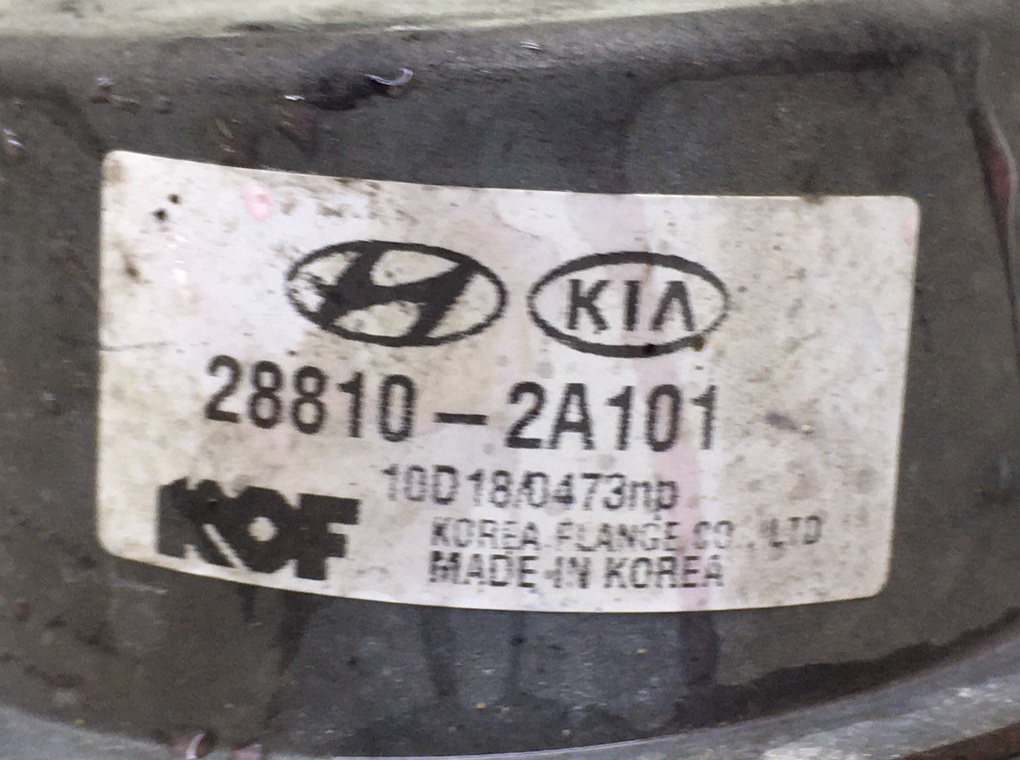 KIA
28810-2A101
10D18/0473np
KOF
KOREA FLANGE CO., LTD
MADE IN KOREA